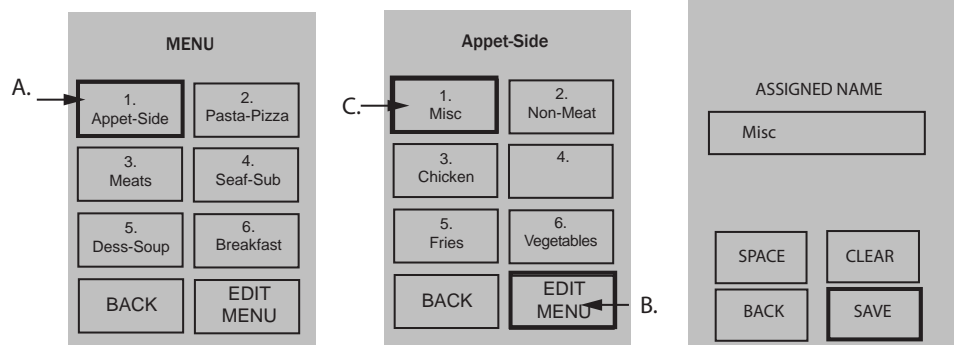 MENU
A.
1.
Appet-Side
2.
Pasta-Pizza
3.
Meats
4.
Seaf-Sub
5.
Dess-Soup
6.
Breakfast
BACK
EDIT
MENU
Appet-Side
C.
1.
Misc
2.
Non-Meat
3.
Chicken
4.
5.
Fries
6.
Vegetables
BACK
EDIT
MENU
B.
ASSIGNED NAME
Misc
SPACE
CLEAR
BACK
SAVE